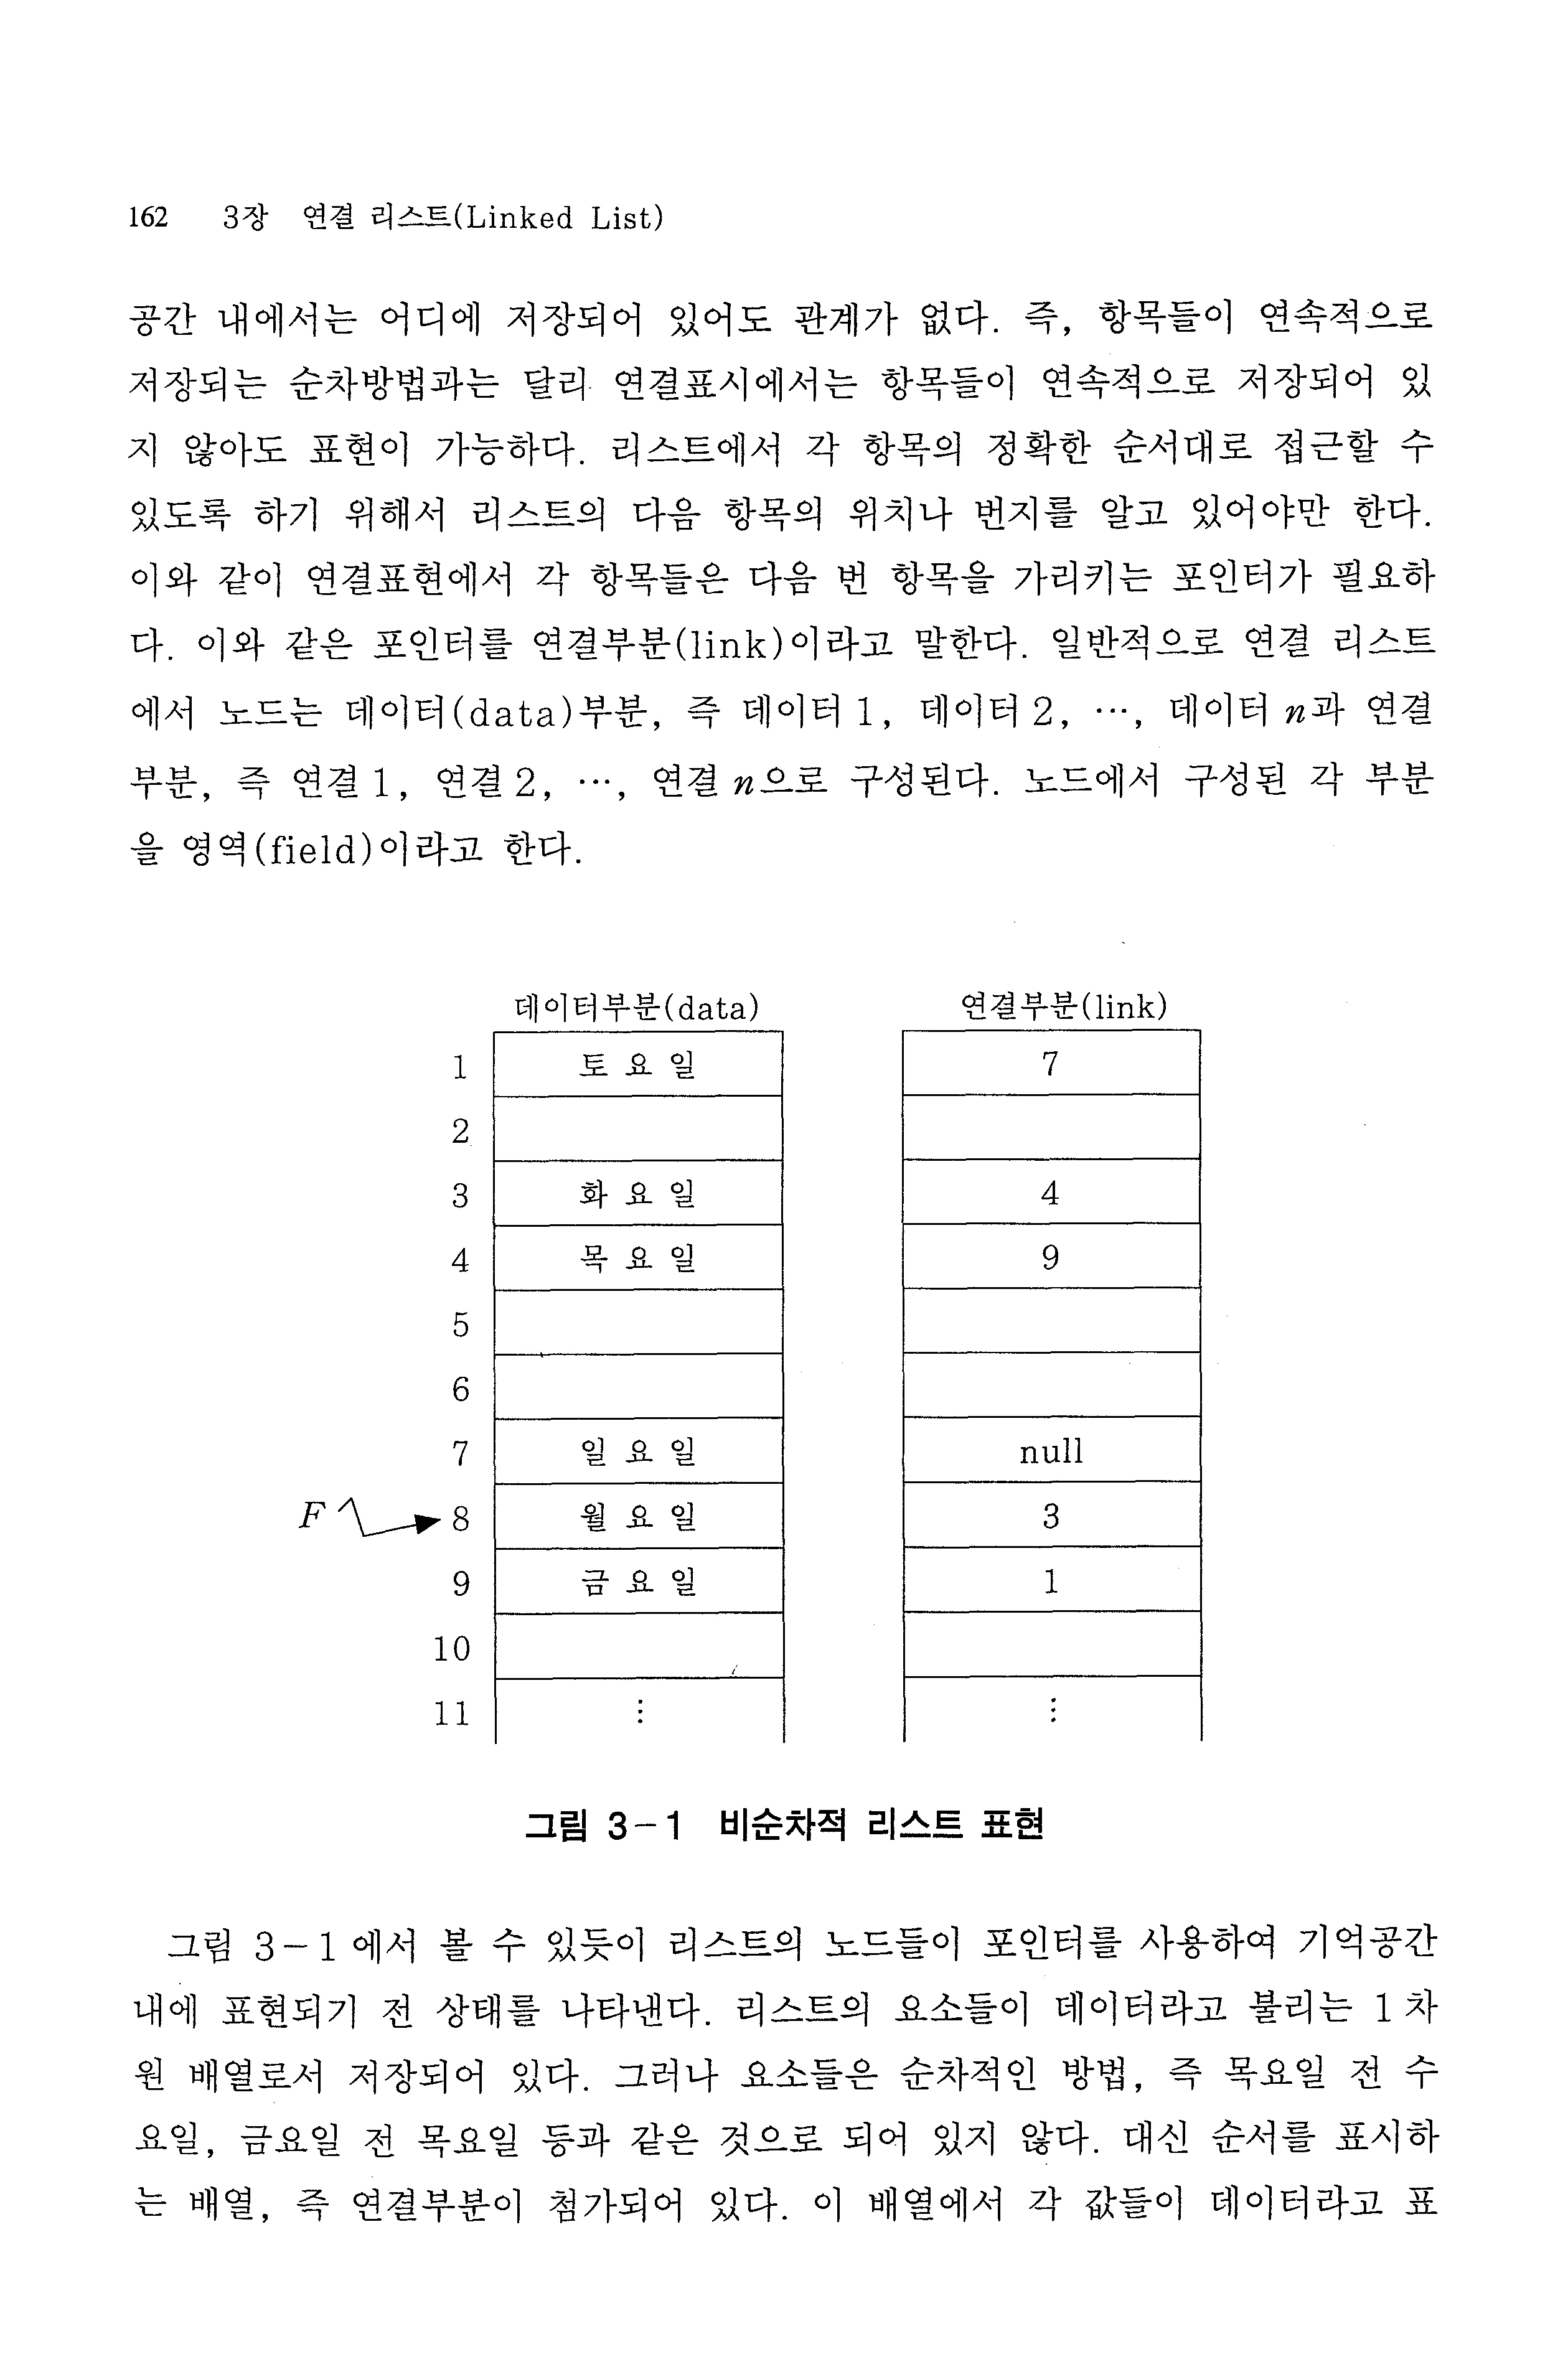 162 3장 연결 리스트(Linked List)
공간 내에서는 어디에 저장되어 있어도 관계가 없다. 즉, 항목들이 연속적으로
저장되는 순차방법과는 달리 연결표시에서는 항목들이 연속적으로 저장되어 있
지 않아도 표현이 가능하다. 리스트에서 각 항목의 정확한 순서대로 접근할 수
있도록 하기 위해서 리스트의 다음 항목의 위치나 번지를 알고 있어야만 한다.
이와 같이 연결표현에서 각 항목들은 다음 번 항목을 가리키는 포인터가 필요하
다. 이와 같은 포인터를 연결부분(link)이라고 말한다. 일반적으로 연결 리스트
에서 노드는 데이터(data)부분, 즉 데이터 1, 데이터 2, …, 데이터 n과 연결
부분, 즉 연결 1, 연결 2, …, 연결 n으로 구성된다. 노드에서 구성된 각 부분
을 영역(field)이라고 한다.
데이터부분(data) 연결부분(link)
1 토 요 일 7
2
3 화 요 일 4
4 목 요 일 9
5
6
7 일 요 일 null
F 8 월 요 일 3
9 금 요 일 1
10
11 ⋮ ⋮
그림 3－1 비순차적 리스트 표현
그림 3－1에서 볼 수 있듯이 리스트의 노드들이 포인터를 사용하여 기억공간
내에 표현되기 전 상태를 나타낸다. 리스트의 요소들이 데이터라고 불리는 1차
원 배열로서 저장되어 있다. 그러나 요소들은 순차적인 방법, 즉 목요일 전 수
요일, 금요일 전 목요일 등과 같은 것으로 되어 있지 않다. 대신 순서를 표시하
는 배열, 즉 연결부분이 첨가되어 있다. 이 배열에서 각 값들이 데이터라고 표